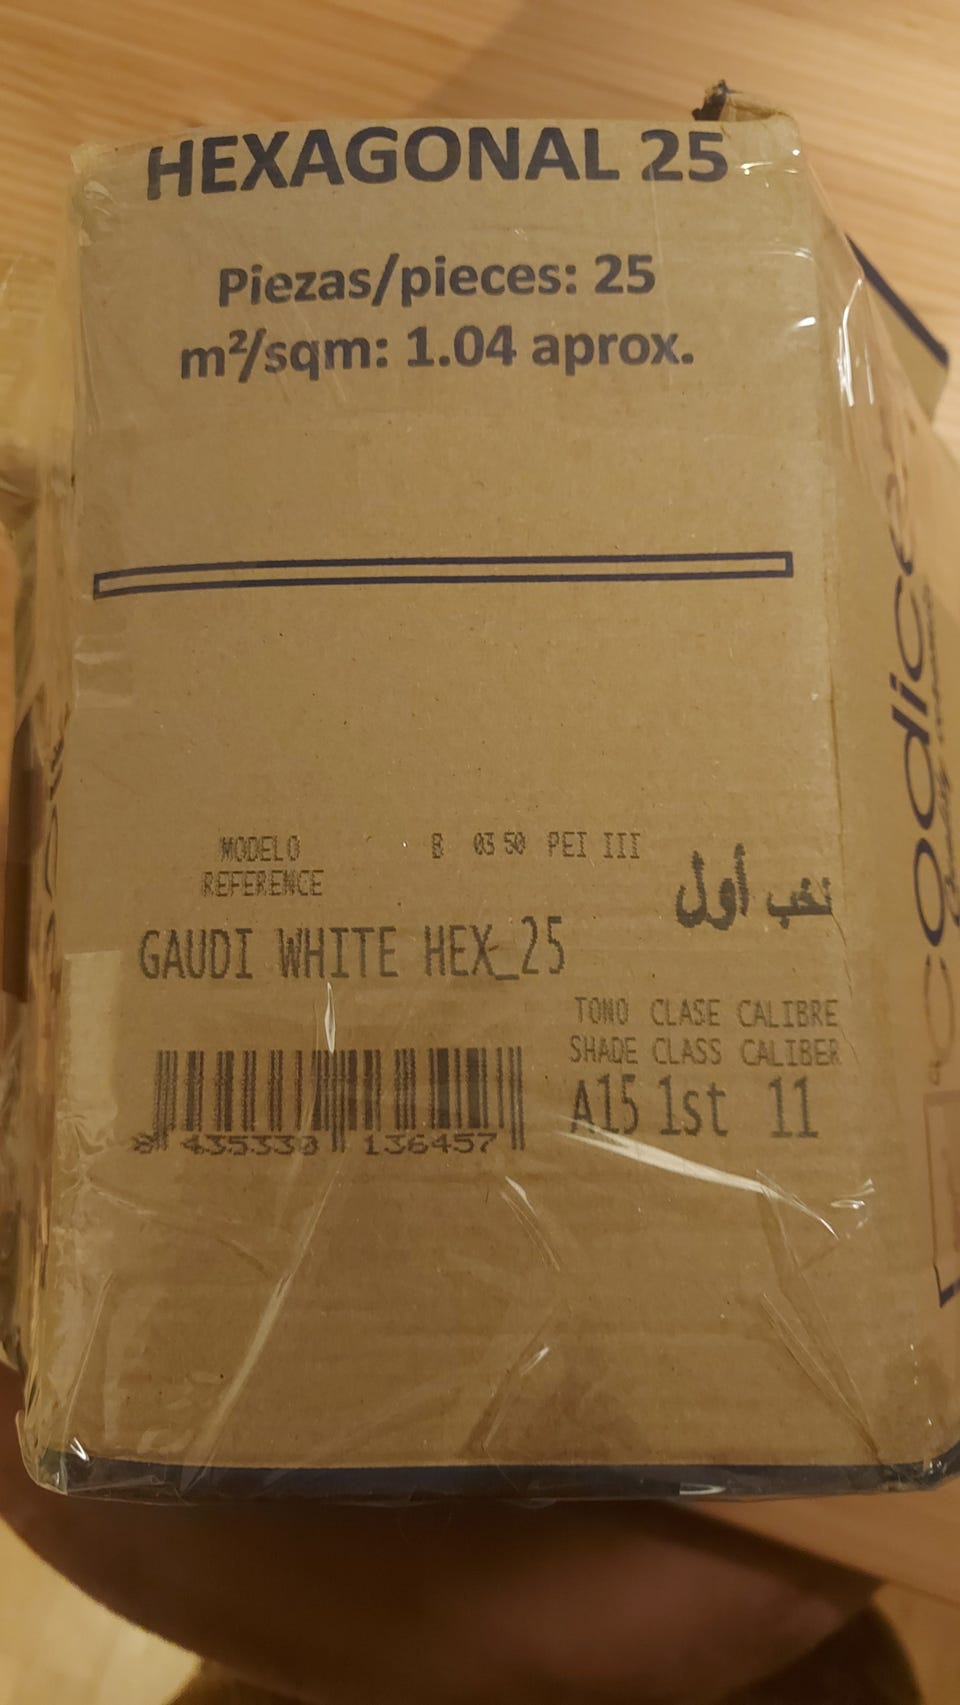 HEXAGONAL 25
Piezas/pieces: 25
m²/sqm: 1.04 aprox.
MODELO B 03 50 PEI III
REFERENCE
نخب أول
GAUDI WHITE HEX_25
TONO CLASE CALIBRE
SHADE CLASS CALIBER
A15 1st 11
8 435330 136457
codicer